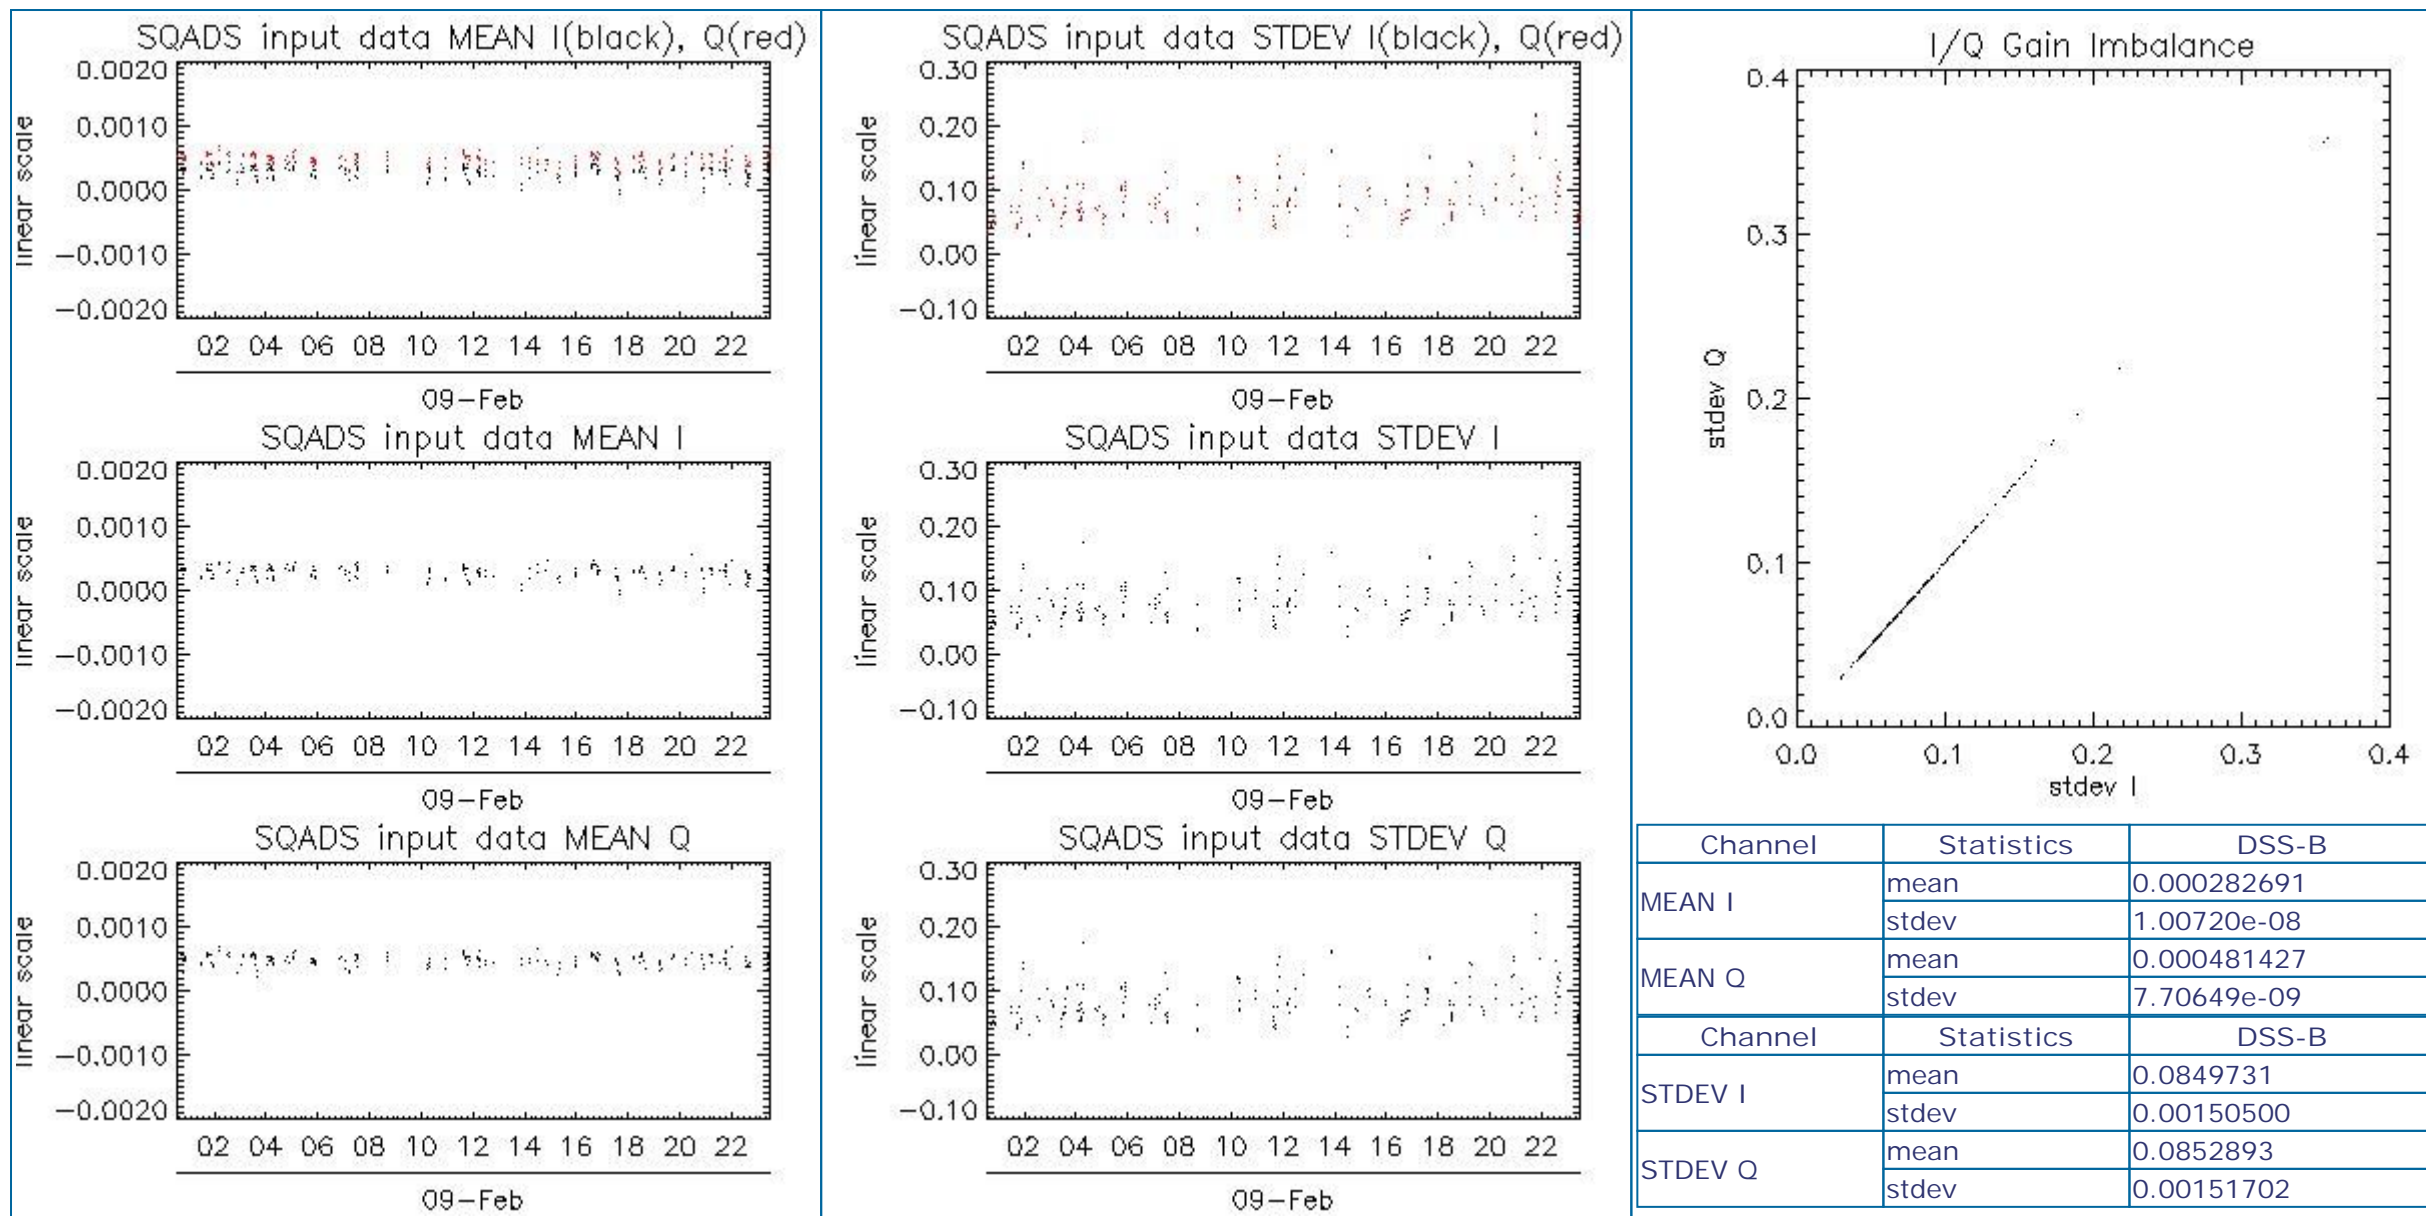 SQADS input data MEAN I(black), Q(red)
0.0020
0.0010
0.0000
-0.0010
-0.0020
linear scale
02 04 06 08 10 12 14 16 18 20 22
09-Feb
SQADS input data MEAN I
0.0020
0.0010
0.0000
-0.0010
-0.0020
linear scale
02 04 06 08 10 12 14 16 18 20 22
09-Feb
SQADS input data MEAN Q
0.0020
0.0010
0.0000
-0.0010
-0.0020
linear scale
02 04 06 08 10 12 14 16 18 20 22
09-Feb
SQADS input data STDEV I(black), Q(red)
0.30
0.20
0.10
0.00
-0.10
linear scale
02 04 06 08 10 12 14 16 18 20 22
09-Feb
SQADS input data STDEV I
0.30
0.20
0.10
0.00
-0.10
linear scale
02 04 06 08 10 12 14 16 18 20 22
09-Feb
SQADS input data STDEV Q
0.30
0.20
0.10
0.00
-0.10
linear scale
02 04 06 08 10 12 14 16 18 20 22
09-Feb
I/Q Gain Imbalance
0.4
0.3
0.2
0.1
0.0
stdev Q
0.0 0.1 0.2 0.3 0.4
stdev I
Channel Statistics DSS-B
MEAN I mean 0.000282691
stdev 1.00720e-08
MEAN Q mean 0.000481427
stdev 7.70649e-09
Channel Statistics DSS-B
STDEV I mean 0.0849731
stdev 0.00150500
STDEV Q mean 0.0852893
stdev 0.00151702